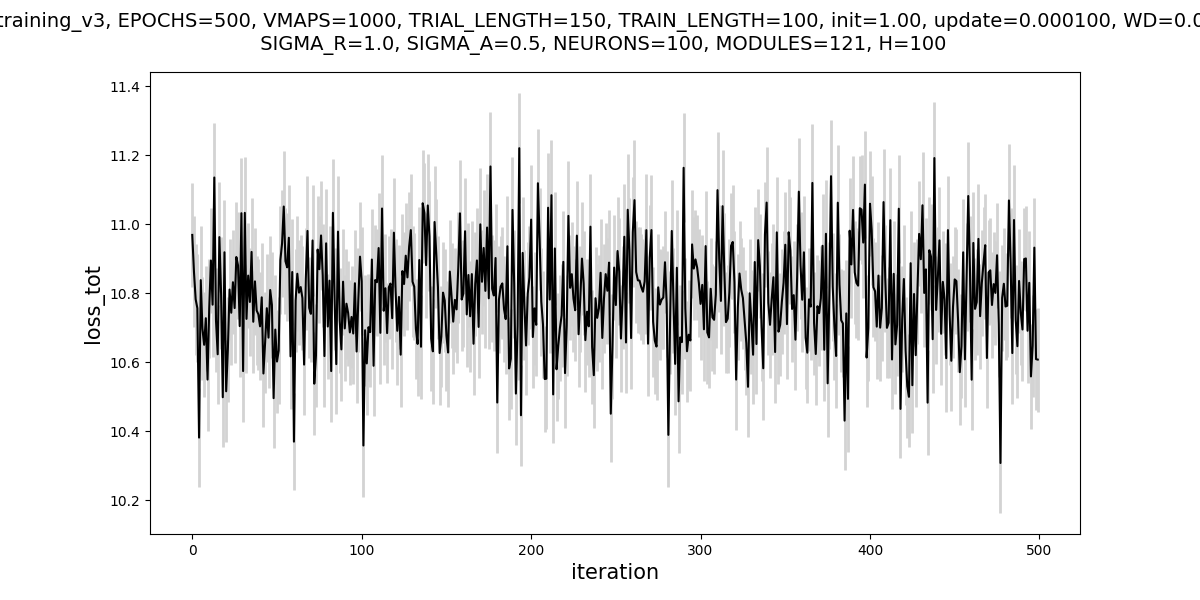 training_v3, EPOCHS=500, VMAPS=1000, TRIAL_LENGTH=150, TRAIN_LENGTH=100, init=1.00, update=0.000100, WD=0.0
SIGMA_R=1.0, SIGMA_A=0.5, NEURONS=100, MODULES=121, H=100
11.4
11.2
11.0
10.8
10.6
10.4
10.2
loss_tot
0 100 200 300 400 500
iteration